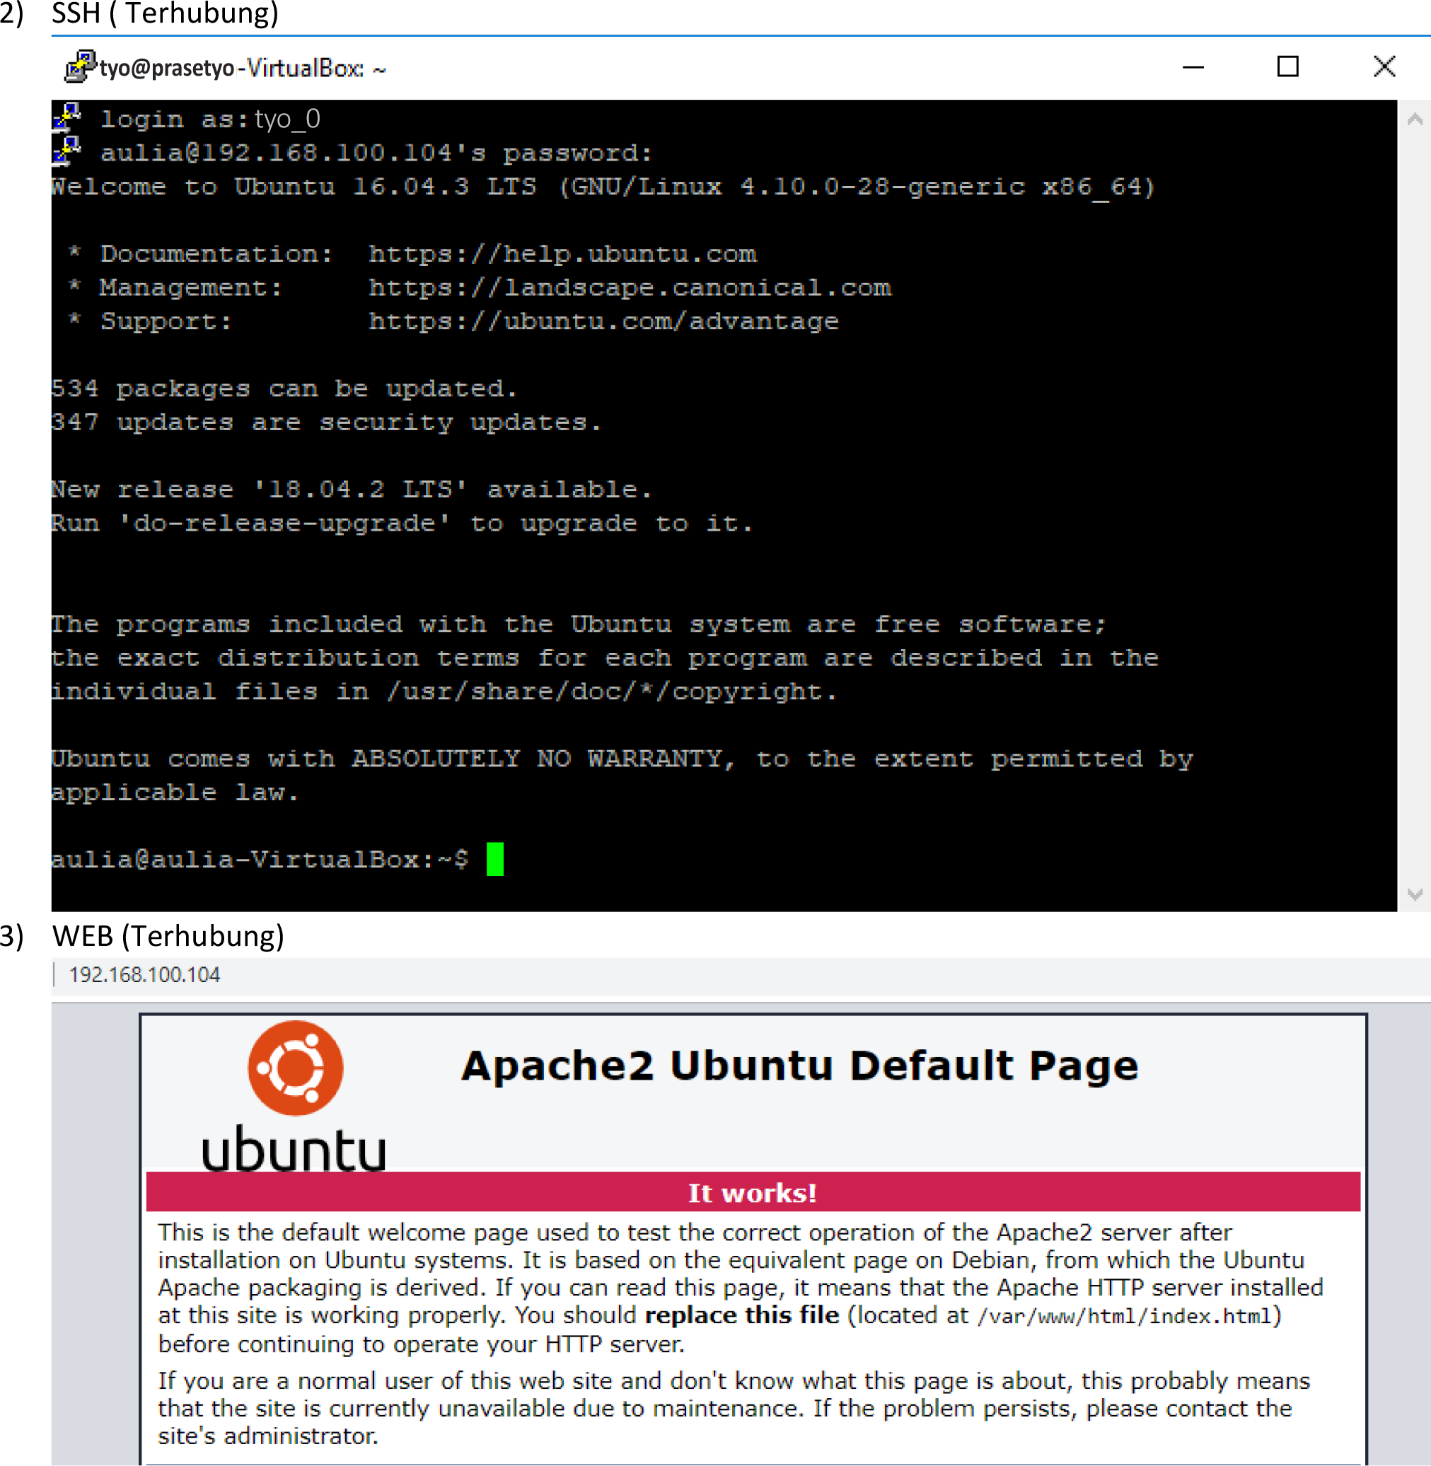 2) SSH ( Terhubung)
tyo@prasetyo-VirtualBox: ~
login as: tyo_0
aulia@192.168.100.104's password:
Welcome to Ubuntu 16.04.3 LTS (GNU/Linux 4.10.0-28-generic x86_64)
* Documentation: https://help.ubuntu.com
* Management: https://landscape.canonical.com
* Support: https://ubuntu.com/advantage
534 packages can be updated.
347 updates are security updates.
New release '18.04.2 LTS' available.
Run 'do-release-upgrade' to upgrade to it.
The programs included with the Ubuntu system are free software;
the exact distribution terms for each program are described in the
individual files in /usr/share/doc/*/copyright.
Ubuntu comes with ABSOLUTELY NO WARRANTY, to the extent permitted by
applicable law.
aulia@aulia-VirtualBox:~$
3) WEB (Terhubung)
192.168.100.104
Apache2 Ubuntu Default Page
ubuntu
It works!
This is the default welcome page used to test the correct operation of the Apache2 server after
installation on Ubuntu systems. It is based on the equivalent page on Debian, from which the Ubuntu
Apache packaging is derived. If you can read this page, it means that the Apache HTTP server installed
at this site is working properly. You should replace this file (located at /var/www/html/index.html)
before continuing to operate your HTTP server.
If you are a normal user of this web site and don't know what this page is about, this probably means
that the site is currently unavailable due to maintenance. If the problem persists, please contact the
site's administrator.